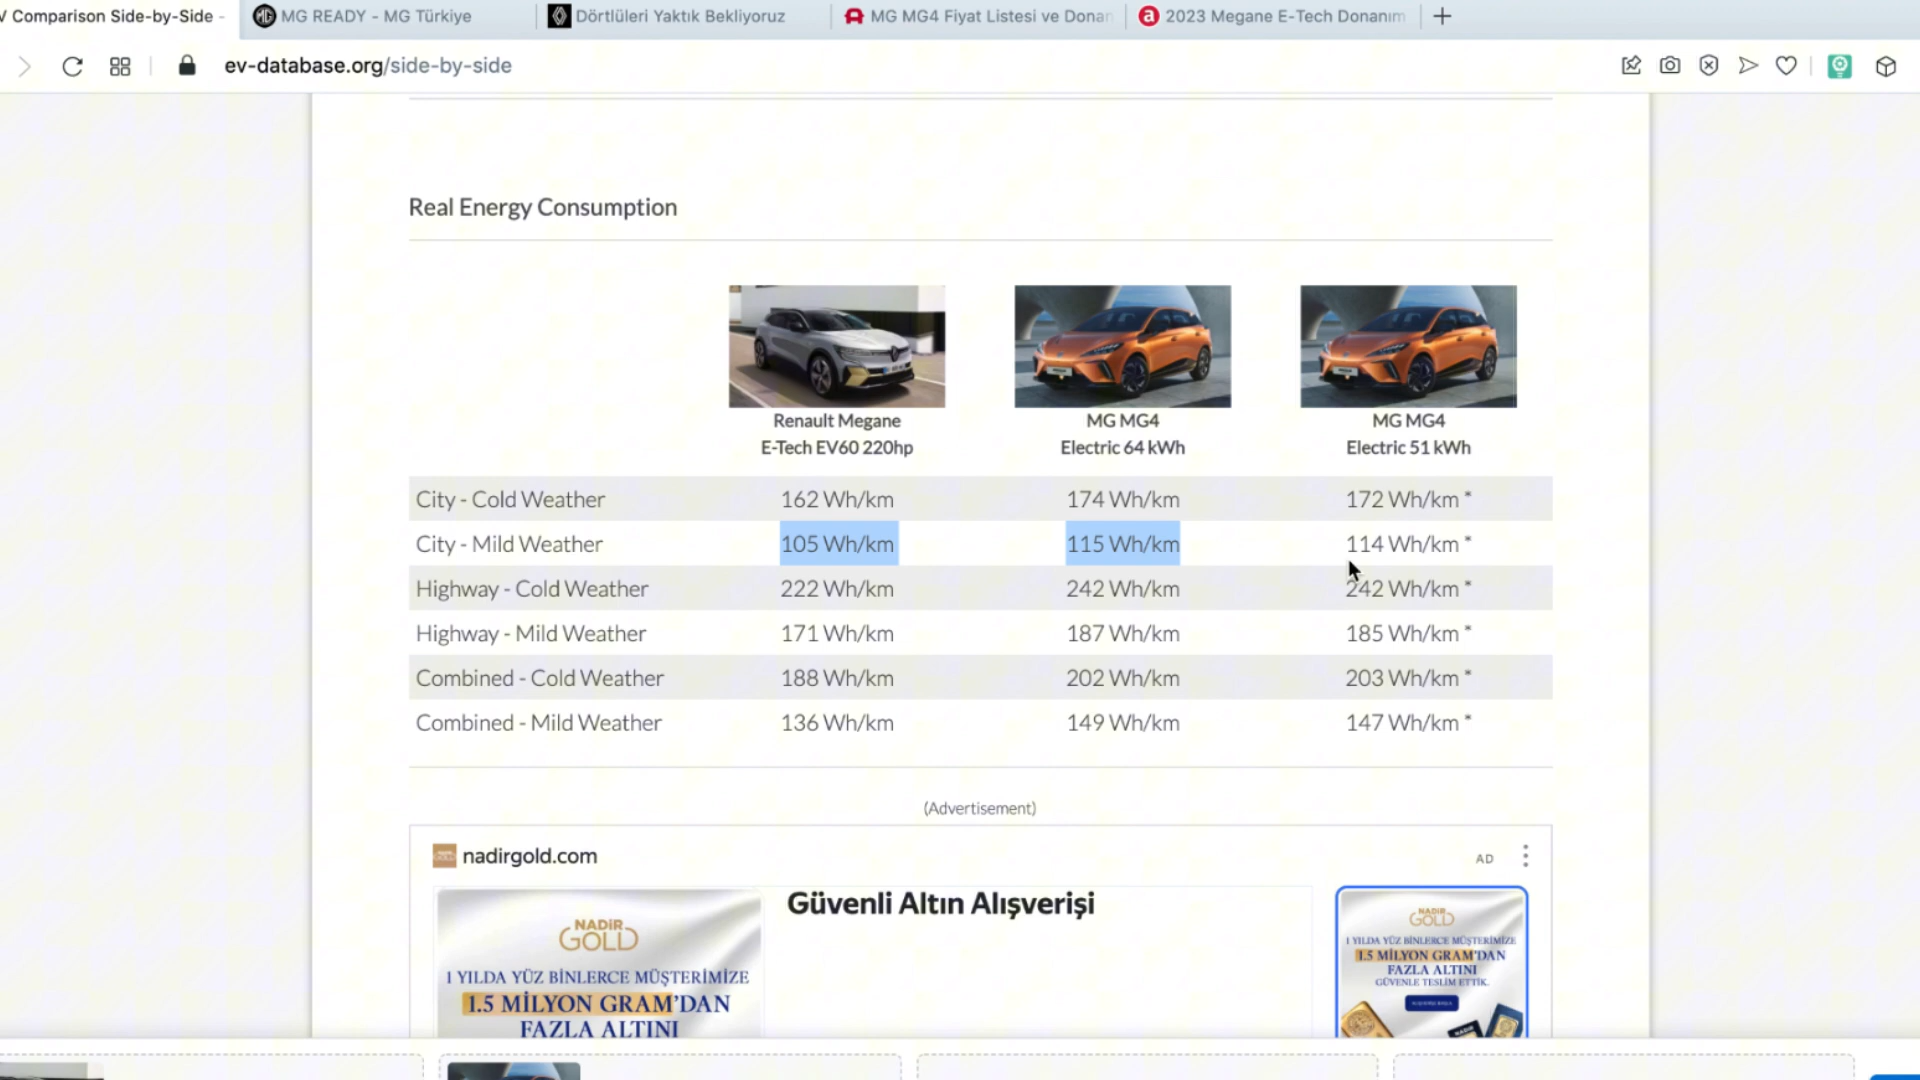 V Comparison Side-by-Side -
MG READY - MG Türkiye
Dörtlüleri Yaktık Bekliyoruz
MG MG4 Fiyat Listesi ve Donan
2023 Megane E-Tech Donanım
ev-database.org/side-by-side
Real Energy Consumption
Renault Megane
E-Tech EV60 220hp
MG MG4
Electric 64 kWh
MG MG4
Electric 51 kWh
City - Cold Weather 162 Wh/km 174 Wh/km 172 Wh/km *
City - Mild Weather 105 Wh/km 115 Wh/km 114 Wh/km *
Highway - Cold Weather 222 Wh/km 242 Wh/km 242 Wh/km *
Highway - Mild Weather 171 Wh/km 187 Wh/km 185 Wh/km *
Combined - Cold Weather 188 Wh/km 202 Wh/km 203 Wh/km *
Combined - Mild Weather 136 Wh/km 149 Wh/km 147 Wh/km *
(Advertisement)
nadirgold.com
AD
Güvenli Altın Alışverişi
NADİR
GOLD
1 YILDA YÜZ BİNLERCE MÜŞTERİMİZE
1.5 MİLYON GRAM'DAN
FAZLA ALTINI
NADİR
GOLD
1 YILDA YÜZ BİNLERCE MÜŞTERİMİZE
1.5 MİLYON GRAM'DAN
FAZLA ALTINI
GÜVENLE TESLİM ETTİK.